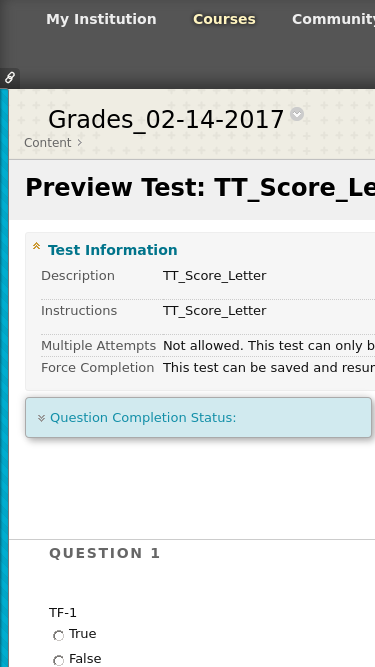 My Institution Courses Community
Grades_02-14-2017
Content
Preview Test: TT_Score_Le
Test Information
Description TT_Score_Letter
Instructions TT_Score_Letter
Multiple Attempts Not allowed. This test can only b
Force Completion This test can be saved and resu
Question Completion Status:
QUESTION 1
TF-1
True
False